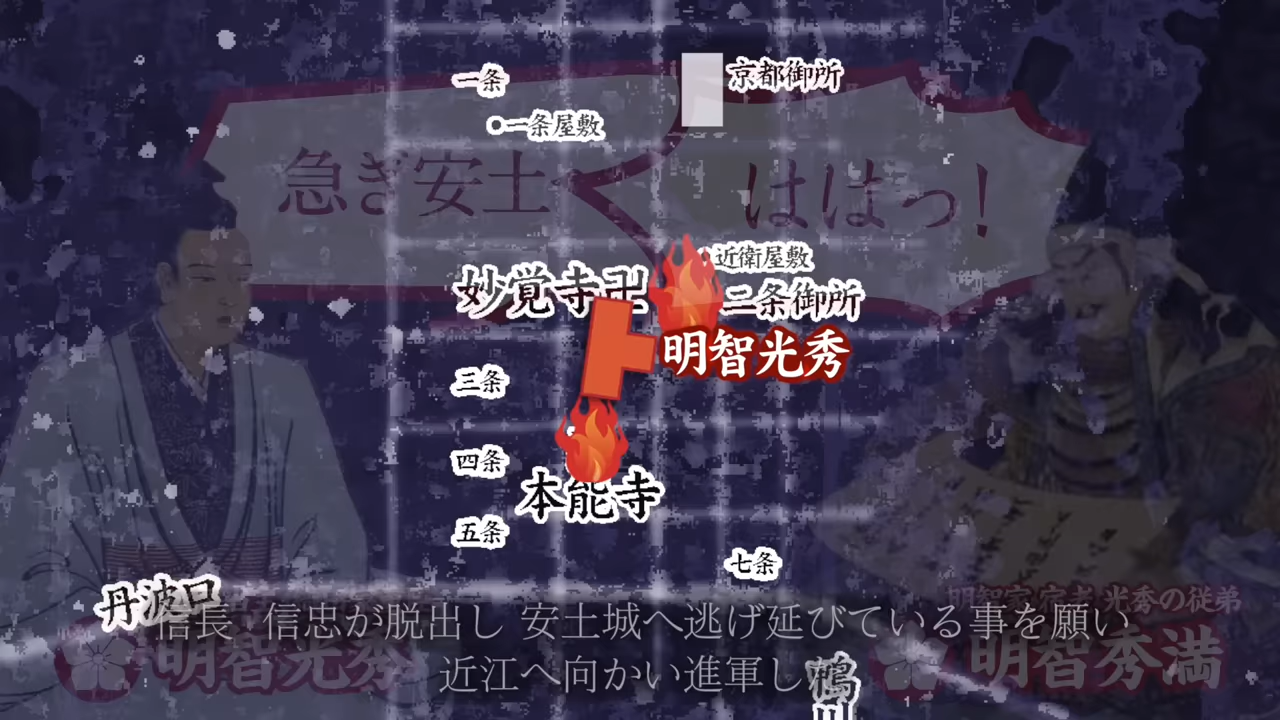 一条
京都御所
一条屋敷
急ぎ安土へ
ははっ!
近衛屋敷
妙覚寺卍
二条御所
明智光秀
三条
四条
本能寺
五条
七条
丹波口
明智家 家老 光秀の従弟
信長 信忠が脱出し 安土城へ逃げ延びている事を願い
明智光秀
明智秀満
近江へ向かい進軍した
鴨川